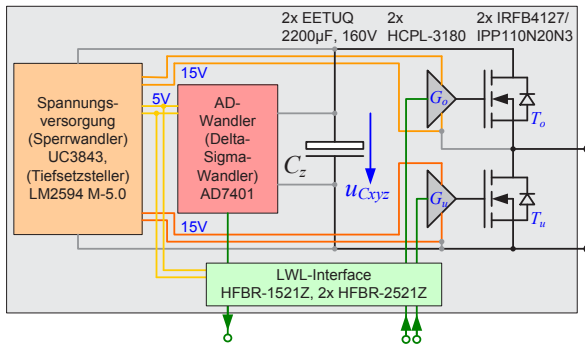 2x EETUQ 2x 2x IRFB4127/
2200µF, 160V HCPL-3180 IPP110N20N3
15V
5V
Spannungs-
versorgung
(Sperrwandler)
UC3843,
(Tiefsetzsteller)
LM2594 M-5.0
AD-
Wandler
(Delta-
Sigma-
Wandler)
AD7401
C_z
u_Cxyz
G_o
T_o
G_u
T_u
15V
LWL-Interface
HFBR-1521Z, 2x HFBR-2521Z